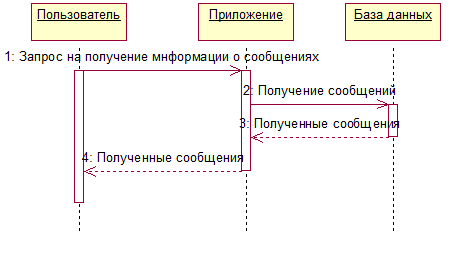 Пользователь
Приложение
База данных
1: Запрос на получение мнформации о сообщениях
2: Получение сообщений
3: Полученные сообщения
4: Полученные сообщения